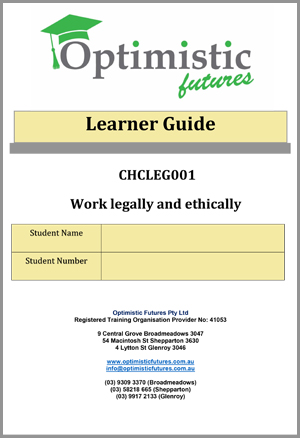 Optimistic
futures
Learner Guide
CHCLEG001
Work legally and ethically
Student Name
Student Number
Optimistic Futures Pty Ltd
Registered Training Organisation Provider No: 41053
9 Central Grove Broadmeadows 3047
54 Macintosh St Shepparton 3630
4 Lytton St Glenroy 3046
www.optimisticfutures.com.au
info@optimisticfutures.com.au
(03) 9309 3370 (Broadmeadows)
(03) 58218 665 (Shepparton)
(03) 9917 2133 (Glenroy)